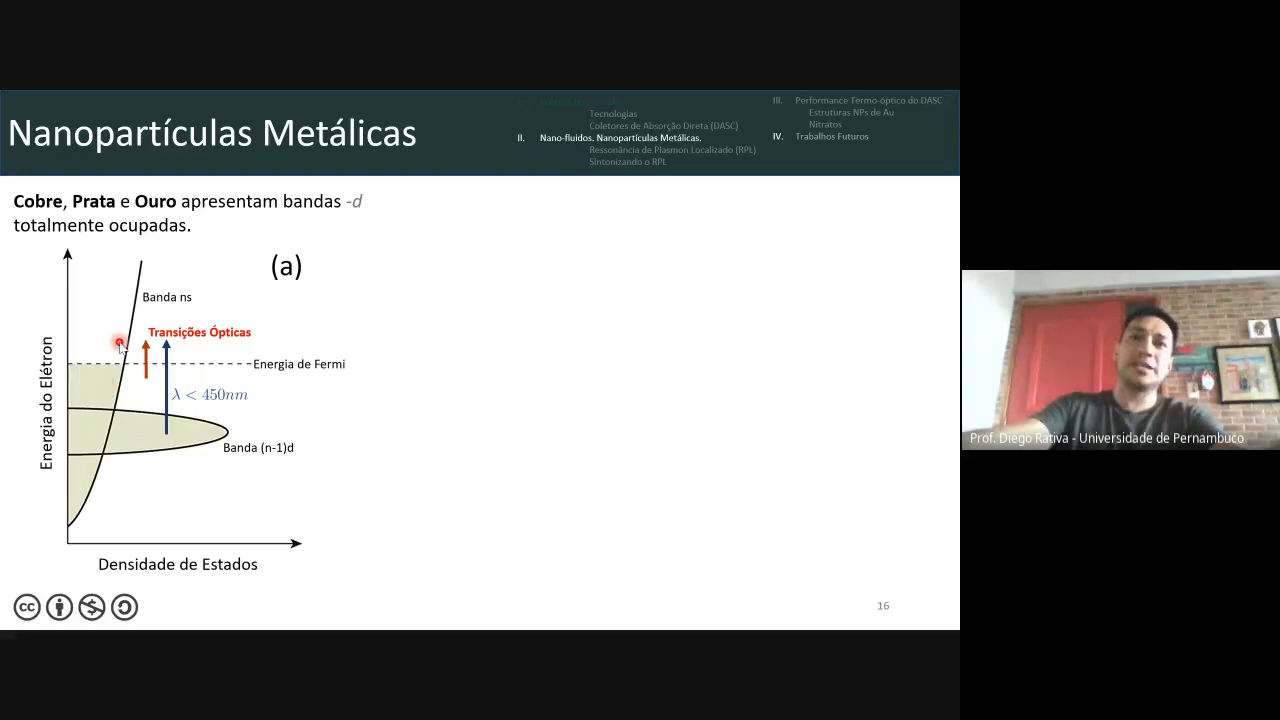 Nanopartículas Metálicas
Tecnologias
Coletores de Absorção Direta (DASC)
II. Nano-fluidos. Nanopartículas Metálicas.
Ressonância de Plasmon Localizado (RPL)
Sintonizando o RPL
III. Performance Termo-óptico do DASC
Estruturas NPs de Au
Nitratos
IV. Trabalhos Futuros
Cobre, Prata e Ouro apresentam bandas -d
totalmente ocupadas.
(a)
Banda ns
Transições Ópticas
Energia de Fermi
λ < 450nm
Banda (n-1)d
Energia do Elétron
Densidade de Estados
cc
16
Prof. Diego Rativa - Universidade de Pernambuco